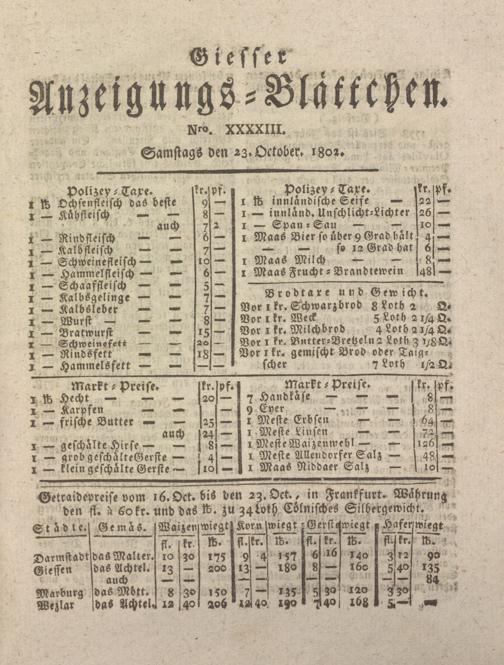 Giesser
Anzeigungs=Blättchen.
Nro. XXXXIII.
Samstags den 23. October. 1802.
Polizey=Taxe. kr. pf.
1 ℔ Ochsenfleisch das beste 9 —
1 — Kühfleisch — — 8 —
auch 7 2
1 — Rindfleisch — — 6 —
1 — Kalbfleisch — — 7 —
1 — Schweinefleisch — — 10 —
1 — Hammelfleisch — — 6 —
1 — Schaaffleisch — — 5 —
1 — Kalbsgelinge — — 7 —
1 — Kalbsleber — — 7 —
1 — Wurst — — 8 —
1 — Bratwurst — — 15 —
1 — Schweinefett — — 20 —
1 — Rindsfett — — 18 —
1 — Hammelsfett — — — —
Polizey=Taxe. kr. pf.
1 ℔ innländische Seife — 22 —
1 — innländ. Unschlicht=Lichter 26 —
1 — Span=Sau — — 10 —
1 Maas Bier so über 9 Grad hält 4 —
— so 12 Grad hat 6 —
1 Maas Milch — — 8 —
1 Maas Frucht=Brandtewein 48 —
Brodtaxe und Gewicht.
Vor 1 kr. Schwarzbrod 8 Loth 2 Q.
Vor 1 kr. Weck 5 Loth 2 1/4 Q.
Vor 1 kr. Milchbrod 4 Loth 2 1/4 Q.
Vor 1 kr. Butter=Bretzeln 2 Loth 3 1/8 Q.
Vor 1 kr. gemischt Brod oder Taig=
scher 7 Loth 1/2 Q.
Markt=Preise. kr. pf.
1 ℔ Hecht — — 20 —
1 — Karpfen — —
1 — frische Butter — — 25 —
auch 24 —
1 — geschälte Hirse — — 8 —
1 — grob geschälte Gerste — 4 —
1 — klein geschälte Gerste — 10 —
Markt=Preise. kr. pf.
7 Handkäse — — 8 —
9 Eyer — — 8 —
1 Meste Erbsen — — 64 —
1 Meste Linsen — — 72 —
1 Meste Waizenmehl — — 126 —
1 Meste Allendorfer Salz — 48 —
1 Maas Niddaer Salz — 10 —
Getraidepreise vom 16. Oct. bis den 23. Oct., in Frankfurt. Währung
den fl. à 60 kr. und das ℔. zu 34 Loth Cölnisches Silbergewicht.
Städte. Gemäs. Waizen wiegt Korn wiegt Gerste wiegt Hafer wiegt
fl. kr. ℔. fl. kr. ℔. fl. kr. ℔. fl. kr. ℔.
Darmstadt das Malter. 10 30 175 9 4 157 6 16 140 3 12 90
Giessen das Achtel. 13 — 200 13 — 180 8 — 160 5 40 135
auch — — — — 84
Marburg das Mött. 8 30 150 7 — 135 5 30 120 3 30
Wezlar das Achtel. 12 40 206 12 40 190 7 40 168 5 — —